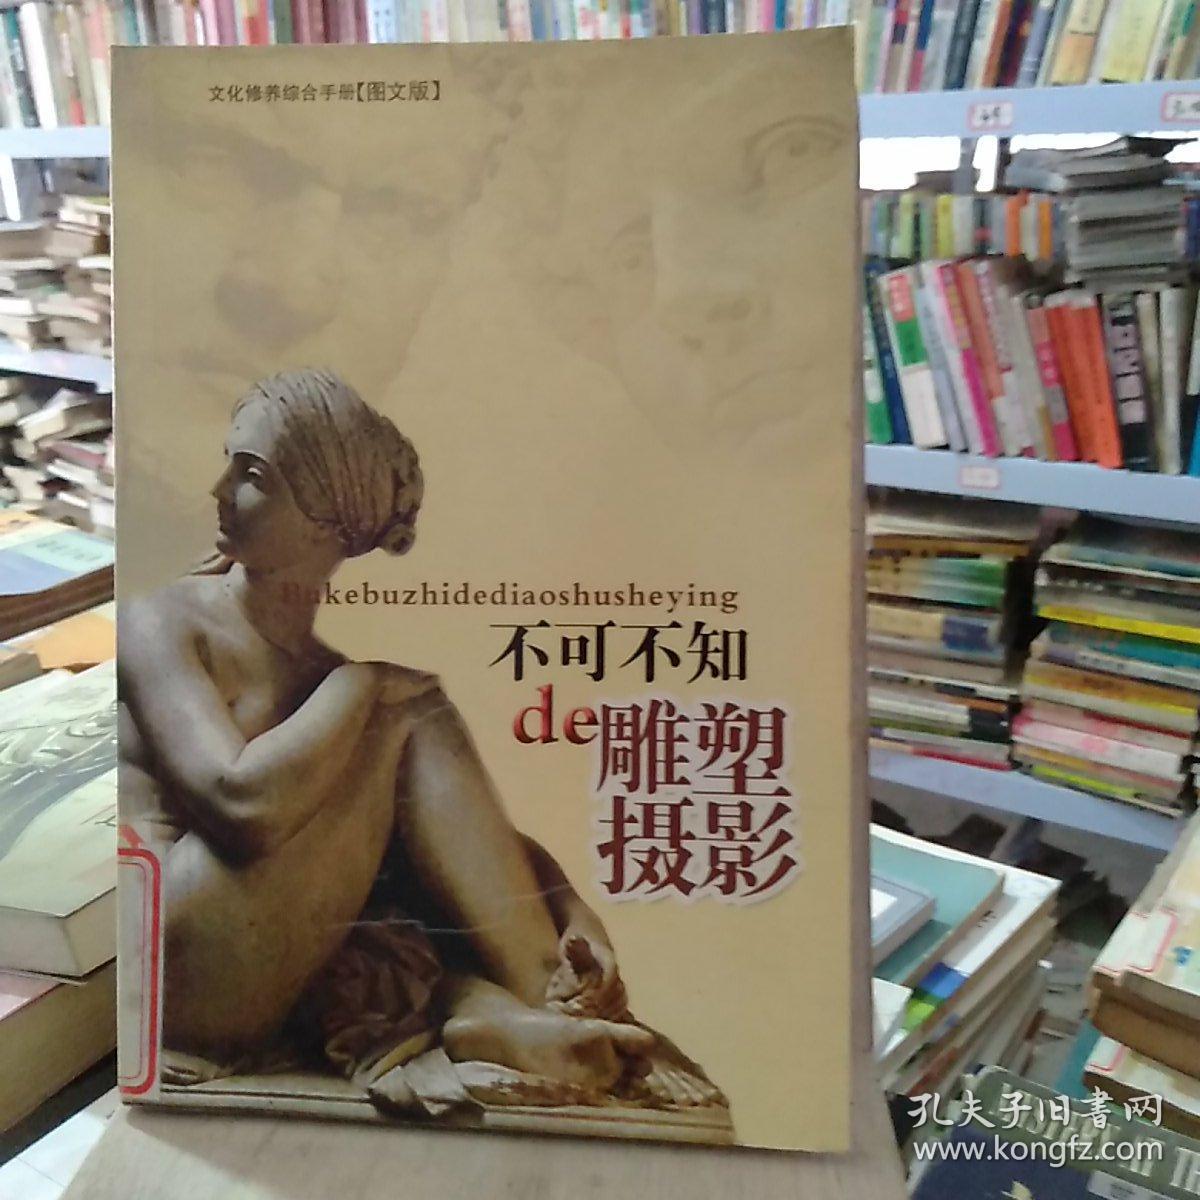 文化修养综合手册【图文版】
Bukebuzhidediaoshusheying
不可不知
de雕塑
摄影
孔夫子旧書网
www.kongfz.com